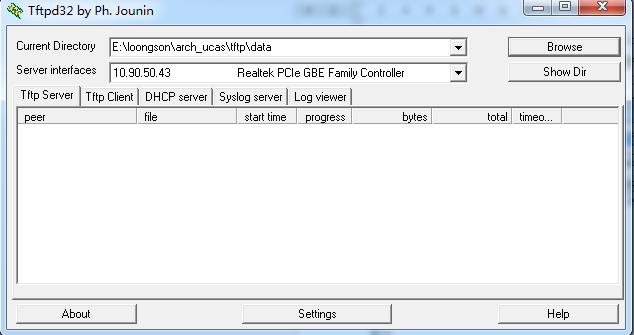 Tftpd32 by Ph. Jounin
Current Directory E:\loongson\arch_ucas\tftp\data Browse
Server interfaces 10.90.50.43 Realtek PCIe GBE Family Controller Show Dir
Tftp Server Tftp Client DHCP server Syslog server Log viewer
peer file start time progress bytes total timeo...
About Settings Help